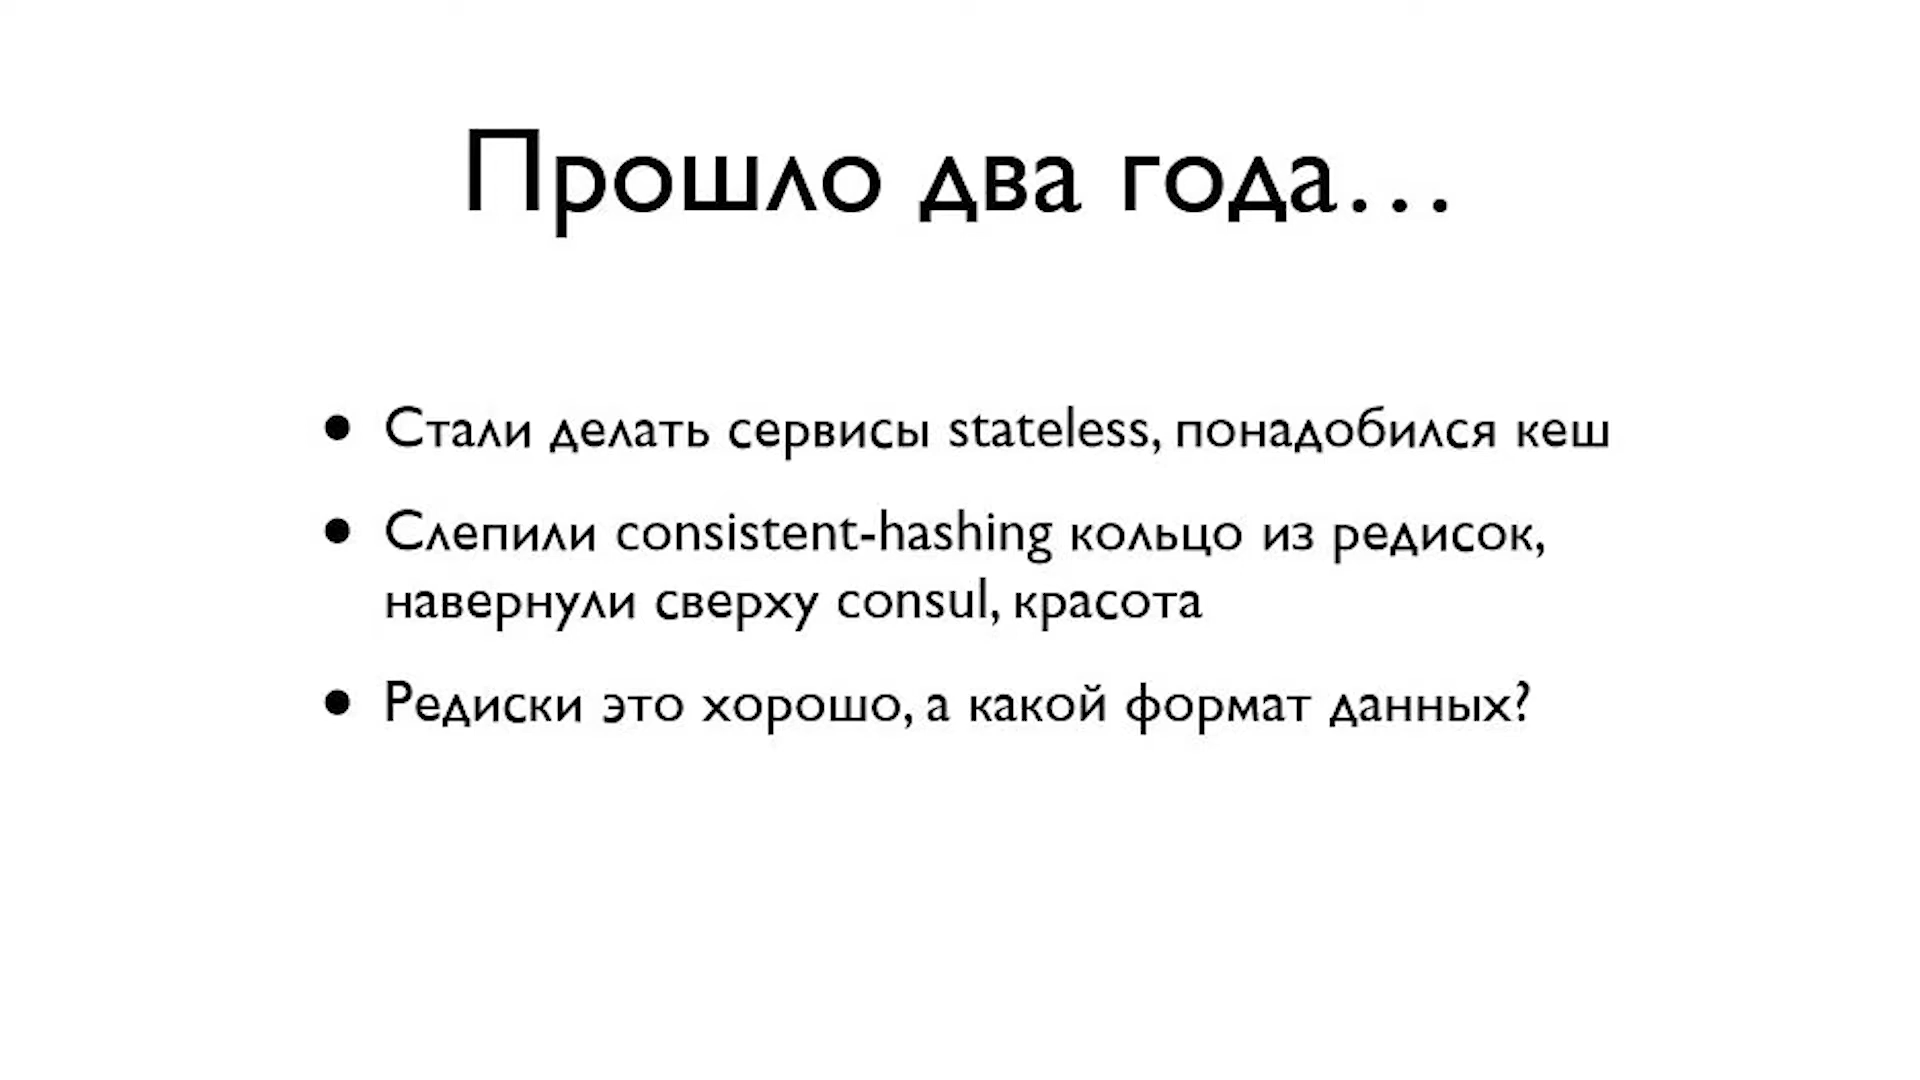 Прошло два года…
• Стали делать сервисы stateless, понадобился кеш
• Слепили consistent-hashing кольцо из редисок,
навернули сверху consul, красота
• Редиски это хорошо, а какой формат данных?